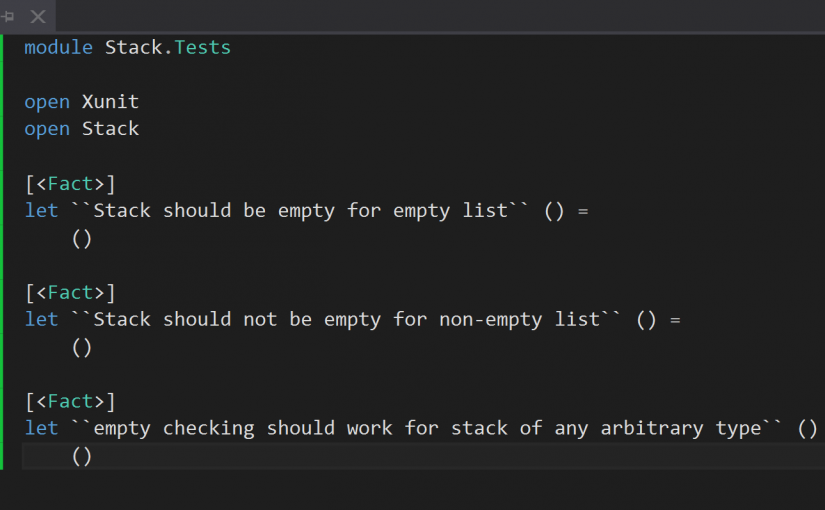 module Stack.Tests
open Xunit
open Stack
[<Fact>]
let ``Stack should be empty for empty list`` () =
    ()
[<Fact>]
let ``Stack should not be empty for non-empty list`` () =
    ()
[<Fact>]
let ``empty checking should work for stack of any arbitrary type`` ()
    ()